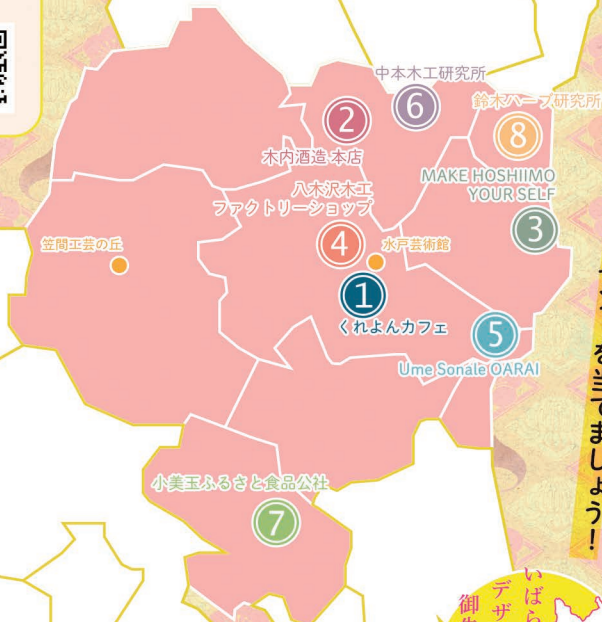 中本木工研究所
6
鈴木ハーブ研究所
8
2
木内酒造 本店
MAKE HOSHIIMO
YOUR SELF
3
八木沢木工
ファクトリーショップ
4
水戸芸術館
笠間工芸の丘
1
くれよんカフェ
5
Ume Sonale OARAI
小美玉ふるさと食品公社
7
を当てましょう！
いばら
デザ
御